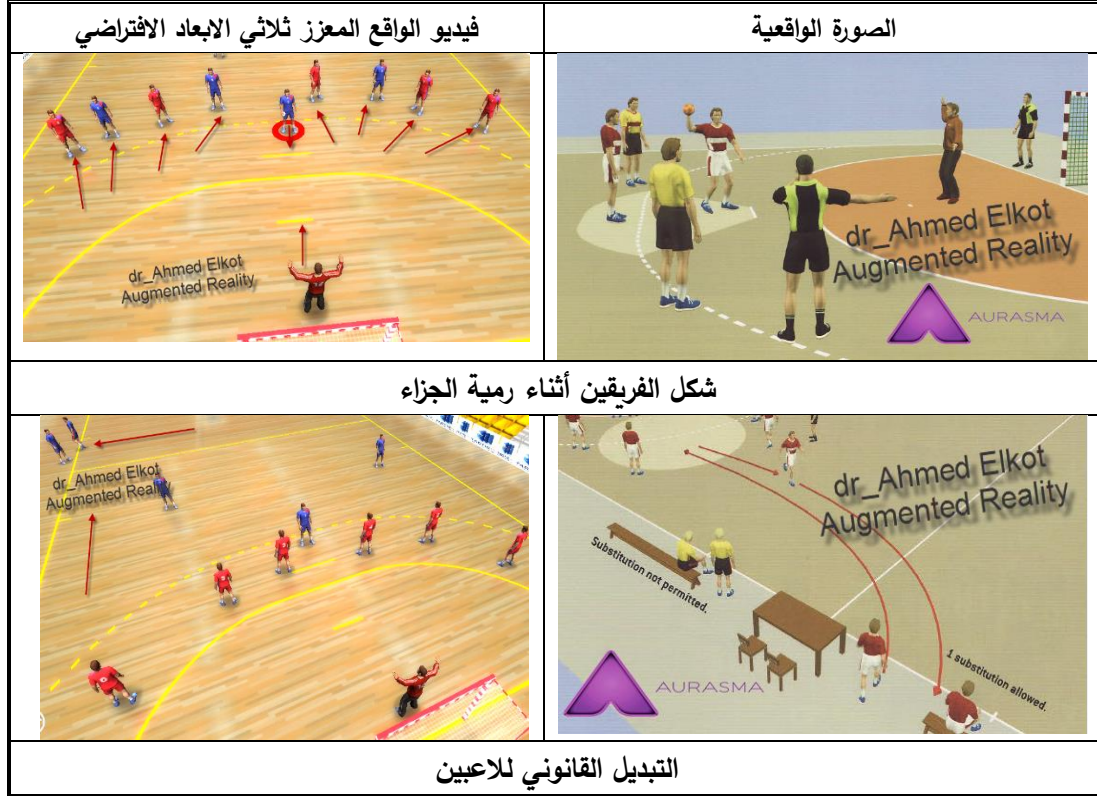 الصورة الواقعية
فيديو الواقع المعزز ثلاثي الابعاد الافتراضي
dr_Ahmed Elkot
Augmented Reality
AURASMA
dr_Ahmed Elkot
Augmented Reality
شكل الفريقين أثناء رمية الجزاء
dr_Ahmed Elkot
Augmented Reality
Substitution not permitted.
1 substitution allowed.
AURASMA
dr_Ahmed Elkot
Augmented
التبديل القانوني للاعبين